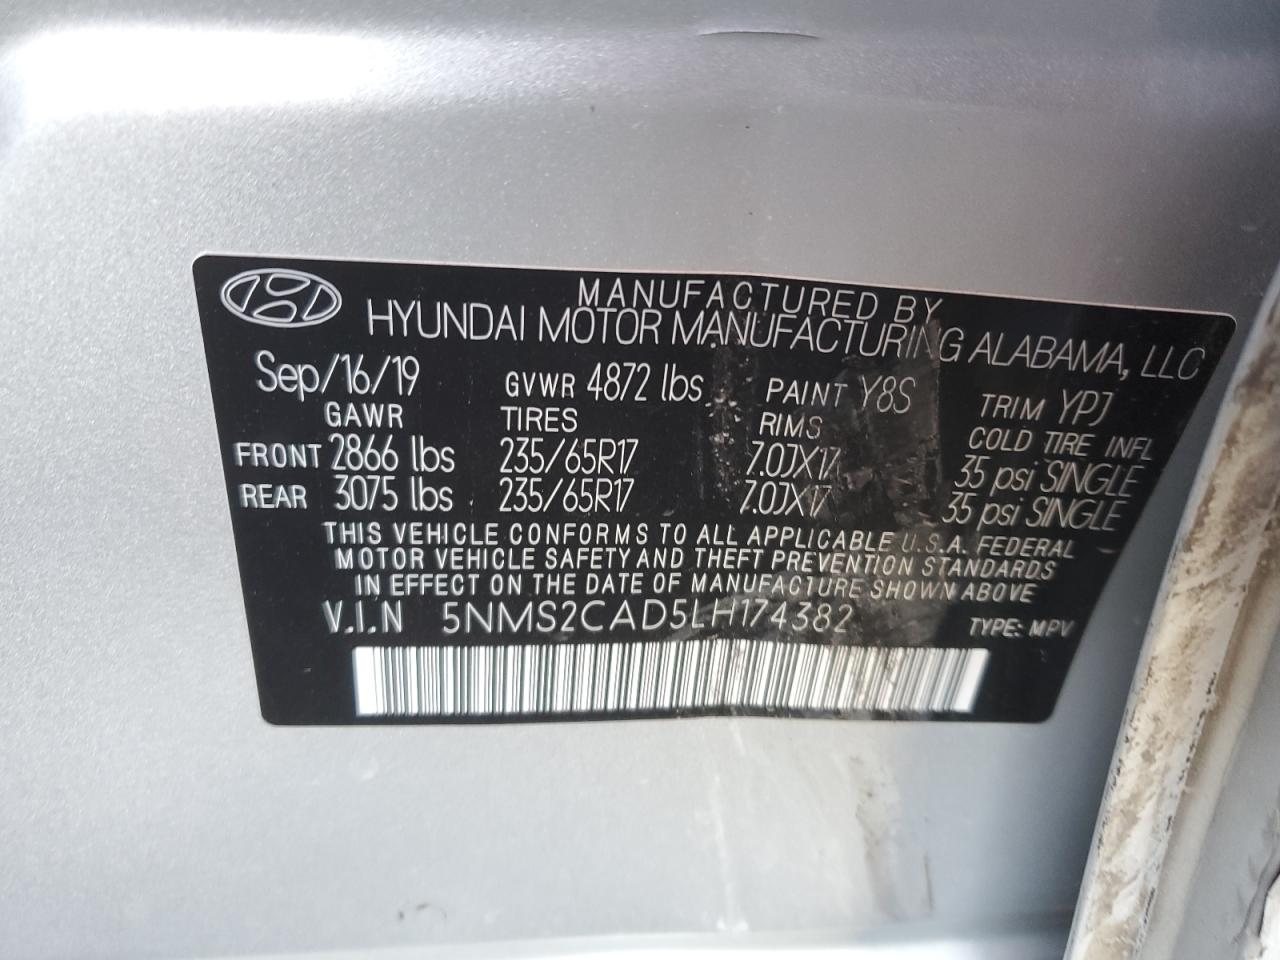 MANUFACTURED BY
HYUNDAI MOTOR MANUFACTURING ALABAMA, LLC
Sep/16/19 GVWR 4872 lbs PAINT Y8S TRIM YPJ
GAWR TIRES RIMS COLD TIRE INFL
FRONT 2866 lbs 235/65R17 7.0JX17 35 psi SINGLE
REAR 3075 lbs 235/65R17 7.0JX17 35 psi SINGLE
THIS VEHICLE CONFORMS TO ALL APPLICABLE U.S.A. FEDERAL
MOTOR VEHICLE SAFETY AND THEFT PREVENTION STANDARDS
IN EFFECT ON THE DATE OF MANUFACTURE SHOWN ABOVE
V.I.N 5NMS2CAD5LH174382 TYPE: MPV